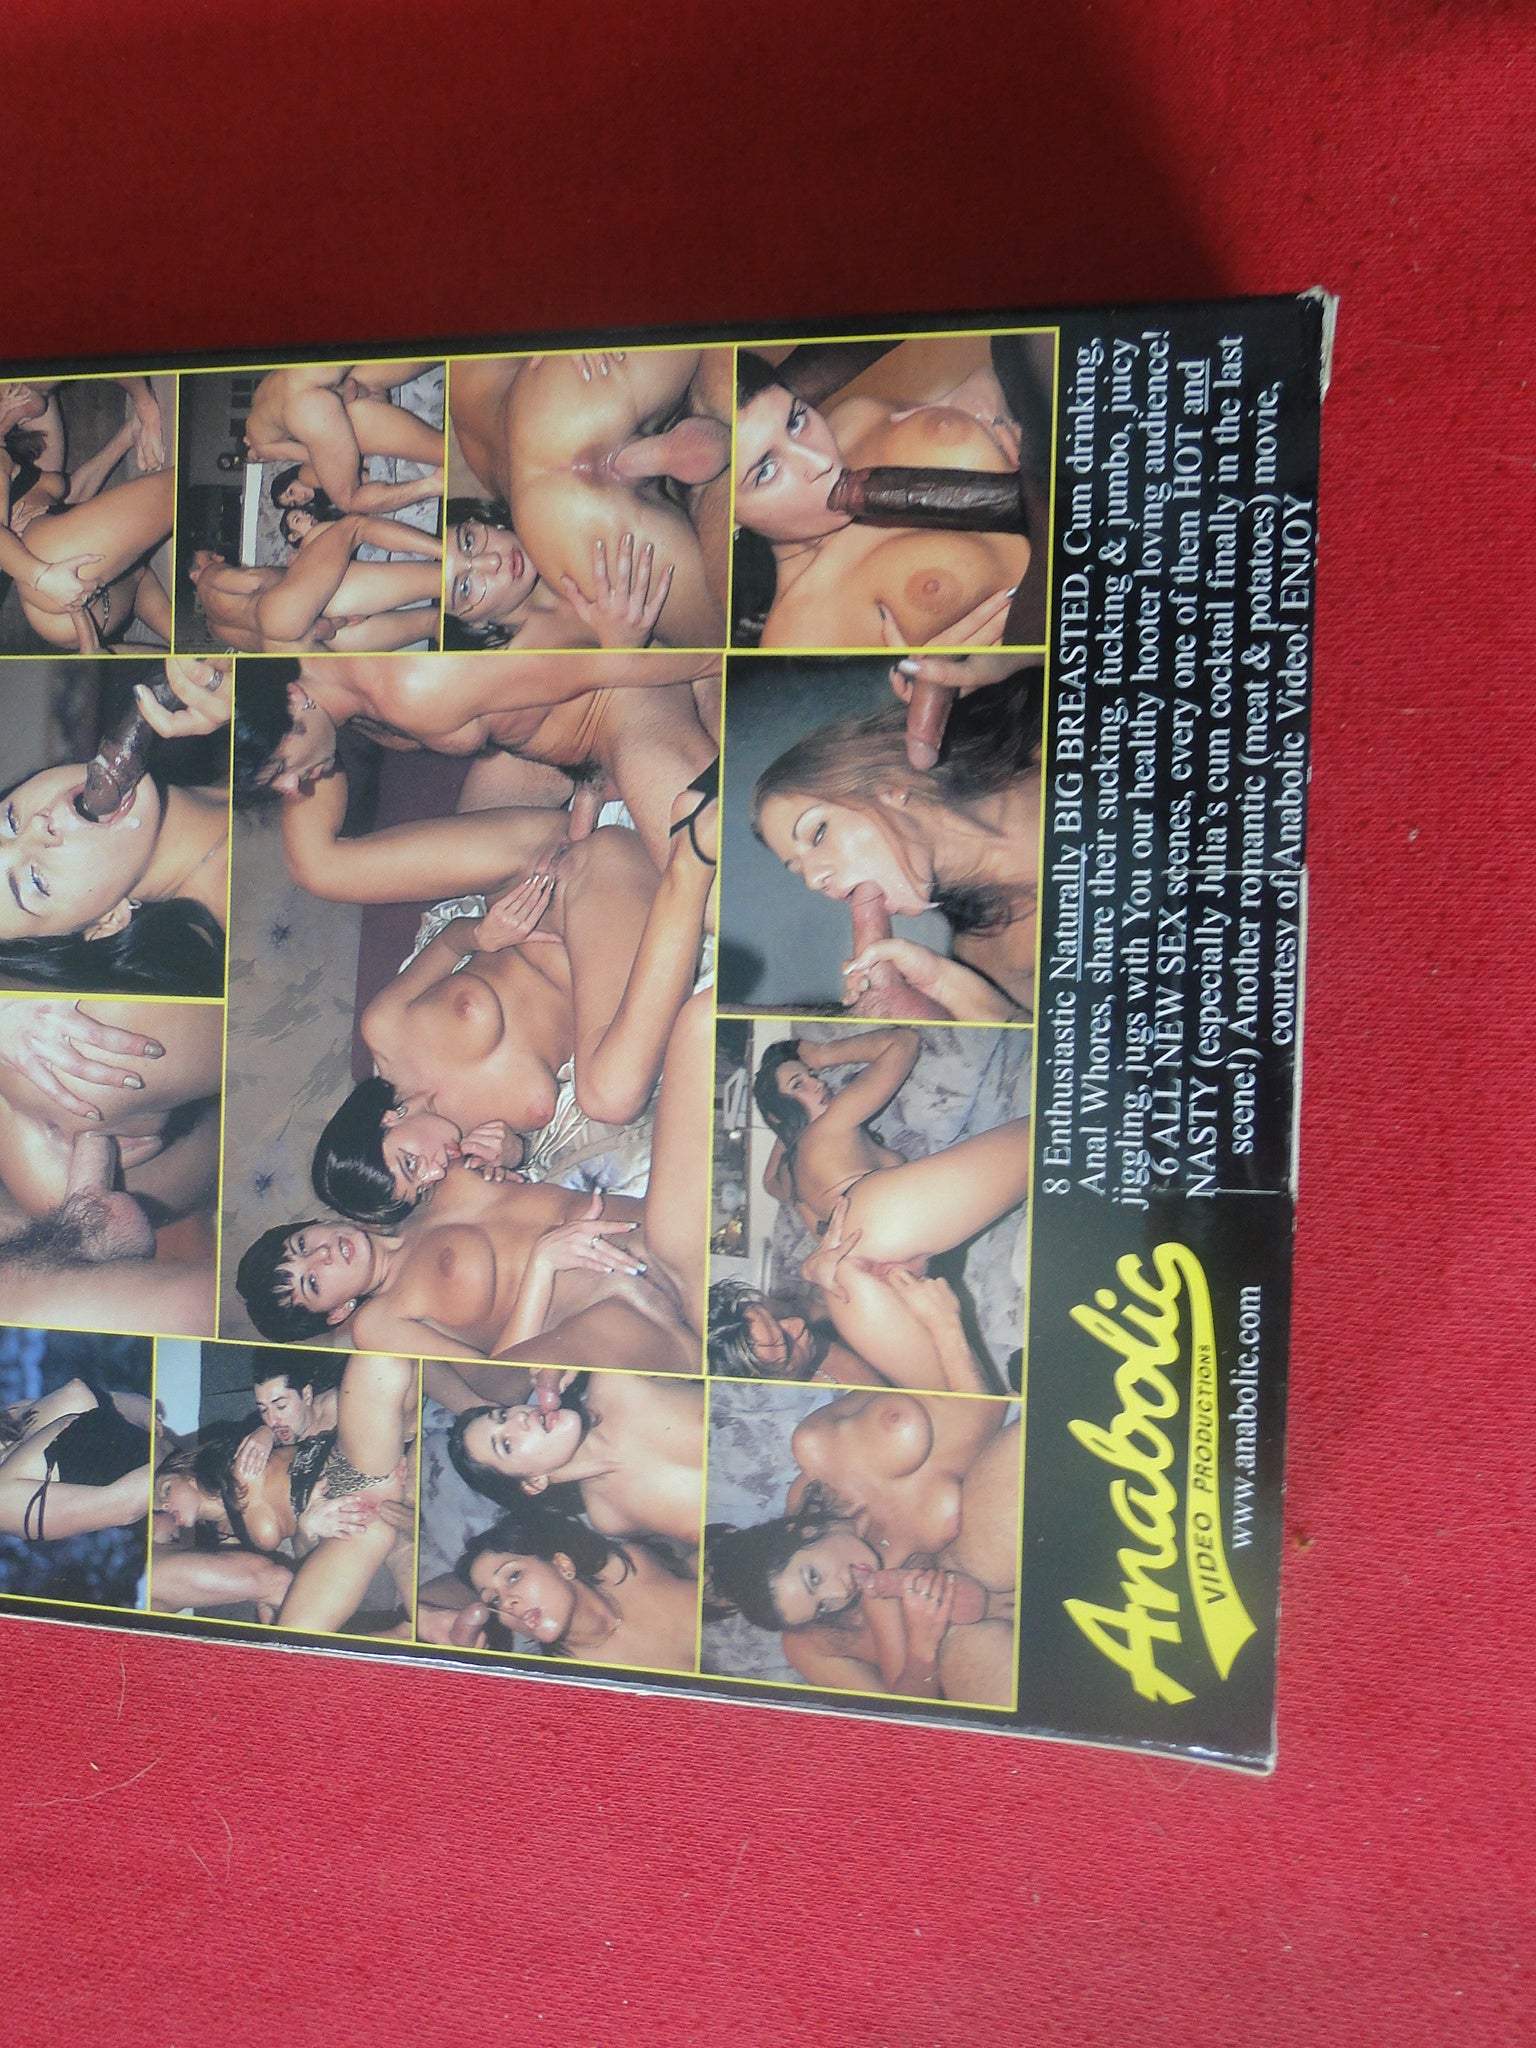 8 Enthusiastic Naturally BIG BREASTED, Cum drinking,
Anal Whores, share their sucking, fucking & jumbo, juicy
jiggling, jugs with You our healthy hooter loving audience!
-6 ALL NEW SEX scenes, every one of them HOT and
NASTY (especially Julia's cum cocktail finally in the last
scene!) Another romantic (meat & potatoes) movie,
courtesy of Anabolic Video! ENJOY
Anabolic
VIDEO PRODUCTIONS
www.anabolic.com